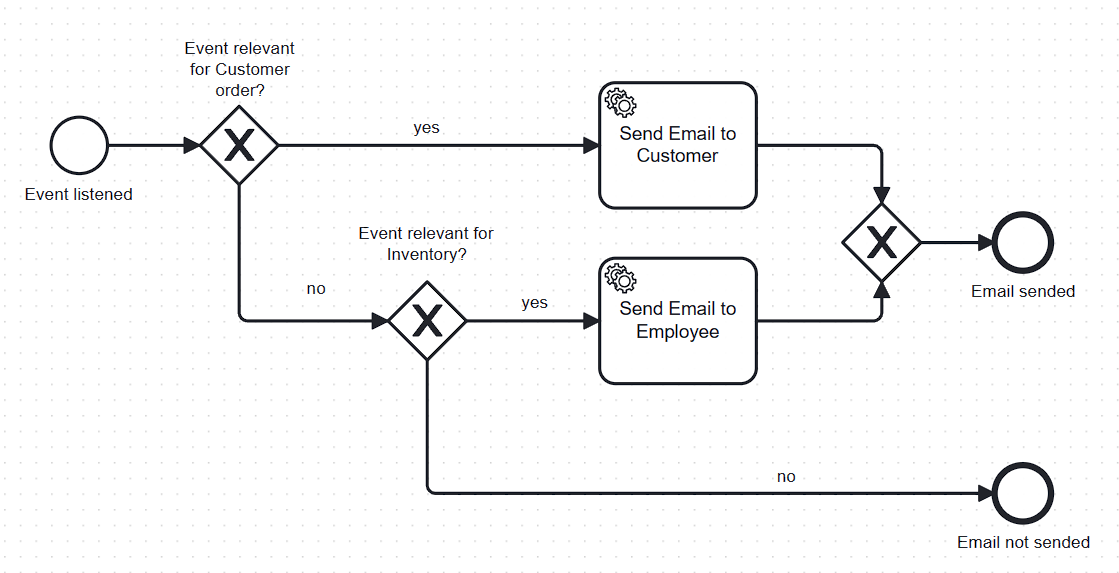 Event relevant
for Customer
order?
yes
Send Email to
Customer
Event listened
Event relevant for
Inventory?
no
yes
Send Email to
Employee
Email sended
no
Email not sended